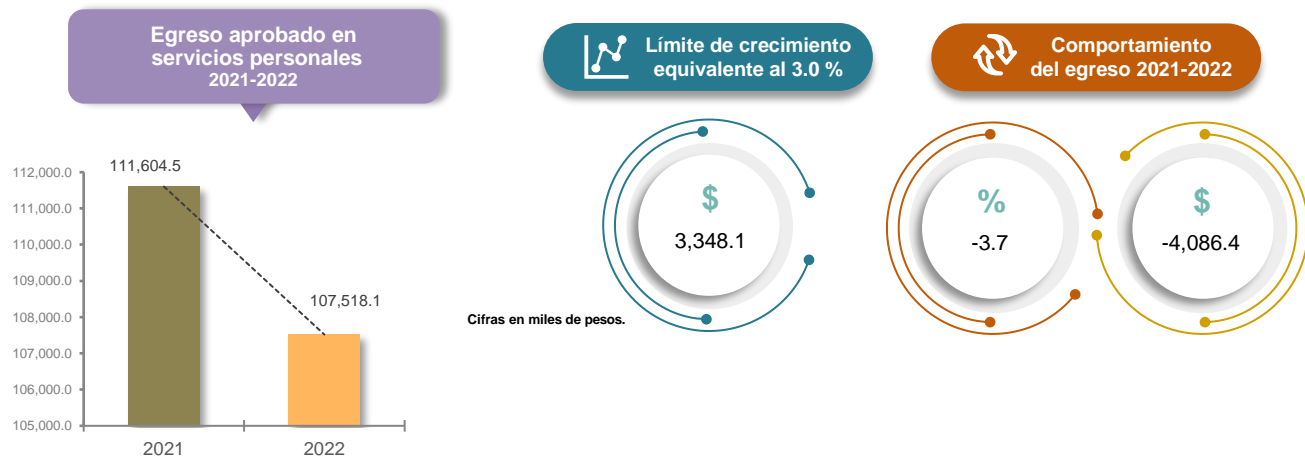 Egreso aprobado en
servicios personales
2021-2022
111,604.5
112,000.0
111,000.0
110,000.0
109,000.0
108,000.0
107,000.0
106,000.0
105,000.0
107,518.1
2021
2022
Límite de crecimiento
equivalente al 3.0 %
$
3,348.1
Cifras en miles de pesos.
Comportamiento
del egreso 2021-2022
%
-3.7
$
-4,086.4